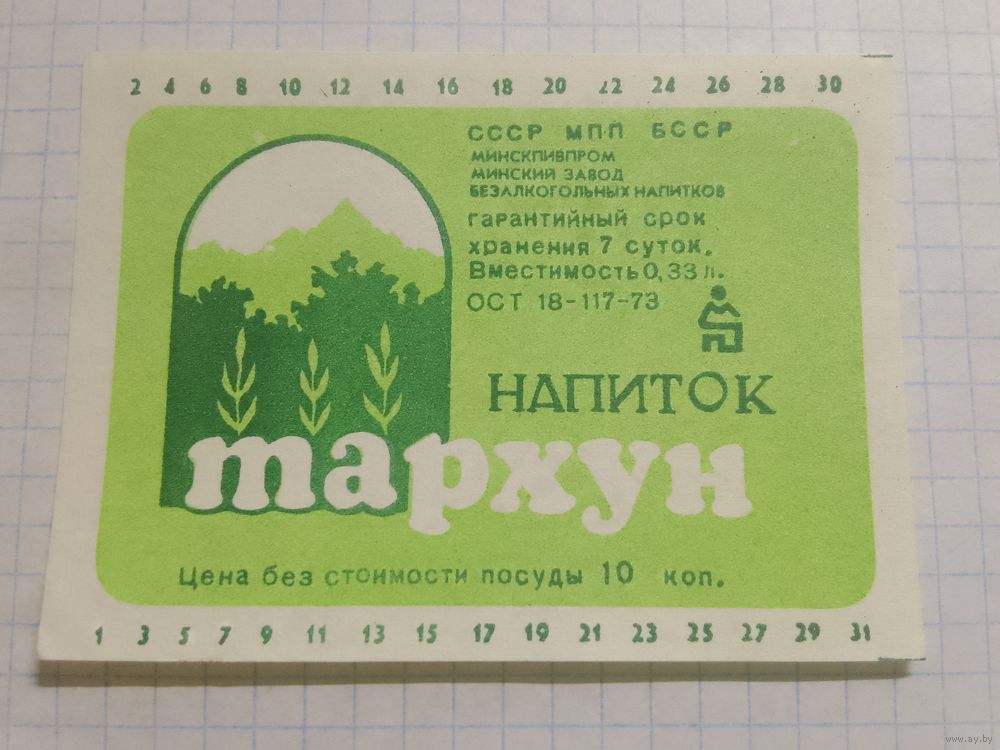 2 4 6 8 10 12 14 16 18 20 22 24 26 28 30
СССР МПП БССР
МИНСКПИВПРОМ
МИНСКИЙ ЗАВОД
БЕЗАЛКОГОЛЬНЫХ НАПИТКОВ
гарантийный срок
хранения 7 суток.
Вместимость 0,33 л.
ОСТ 18-117-73
НАПИТОК
тархун
Цена без стоимости посуды 10 коп.
1 3 5 7 9 11 13 15 17 19 21 23 25 27 29 31
www.ay.by